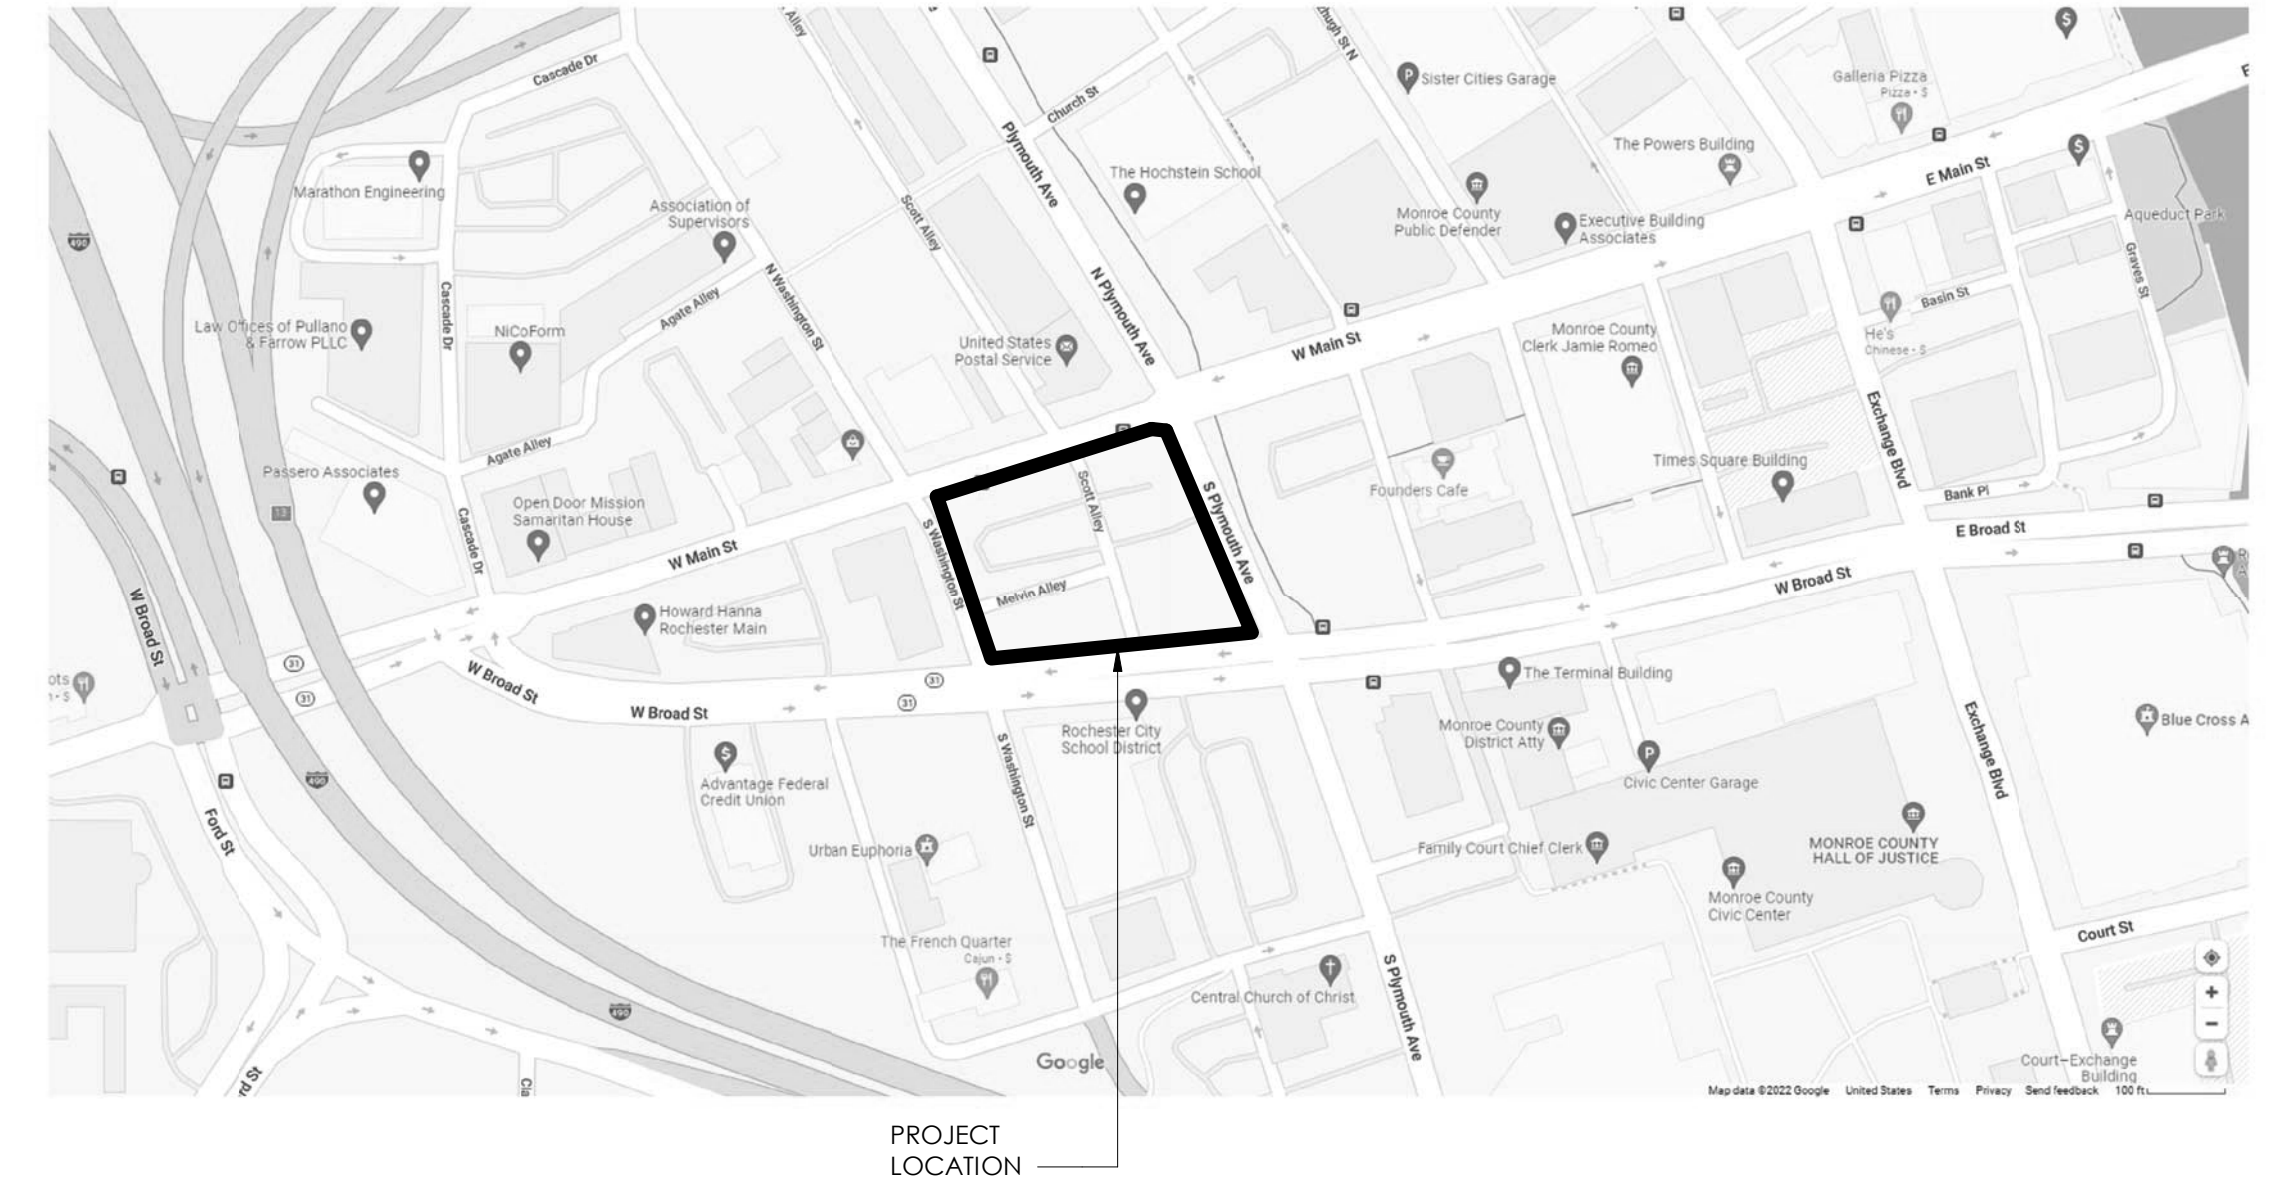 Alley
Cascade Dr
Church St
Plymouth Ave
Sister Cities Garage
Galleria Pizza
Pizza • $
The Powers Building
E Main St
Marathon Engineering
Association of
Supervisors
Scott Alley
The Hochstein School
Monroe County
Public Defender
Executive Building
Associates
Aqueduct Park
Graves St
490
Law Offices of Pullano
& Farrow PLLC
Cascade Dr
NiCoForm
Agate Alley
N Washington St
N Plymouth Ave
United States
Postal Service
W Main St
Monroe County
Clerk Jamie Romeo
Basin St
He's
Chinese • $
Exchange Blvd
Agate Alley
Passero Associates
Open Door Mission
Samaritan House
13
Cascade Dr
W Main St
S Washington St
Scott Alley
Melvin Alley
S Plymouth Ave
Founders Cafe
Times Square Building
Bank Pl
E Broad St
W Broad St
W Broad St
Howard Hanna
Rochester Main
31
31
W Broad St
W Broad St
31
31
Rochester City
School District
The Terminal Building
Monroe County
District Atty
Civic Center Garage
Exchange Blvd
Blue Cross A
Advantage Federal
Credit Union
S Washington St
490
Ford St
Urban Euphoria
Family Court Chief Clerk
MONROE COUNTY
HALL OF JUSTICE
Monroe County
Civic Center
The French Quarter
Cajun • $
Central Church of Christ
S Plymouth Ave
Court St
490
Google
Court–Exchange
Building
Map data ©2022 Google United States Terms Privacy Send feedback 100 ft
PROJECT
LOCATION